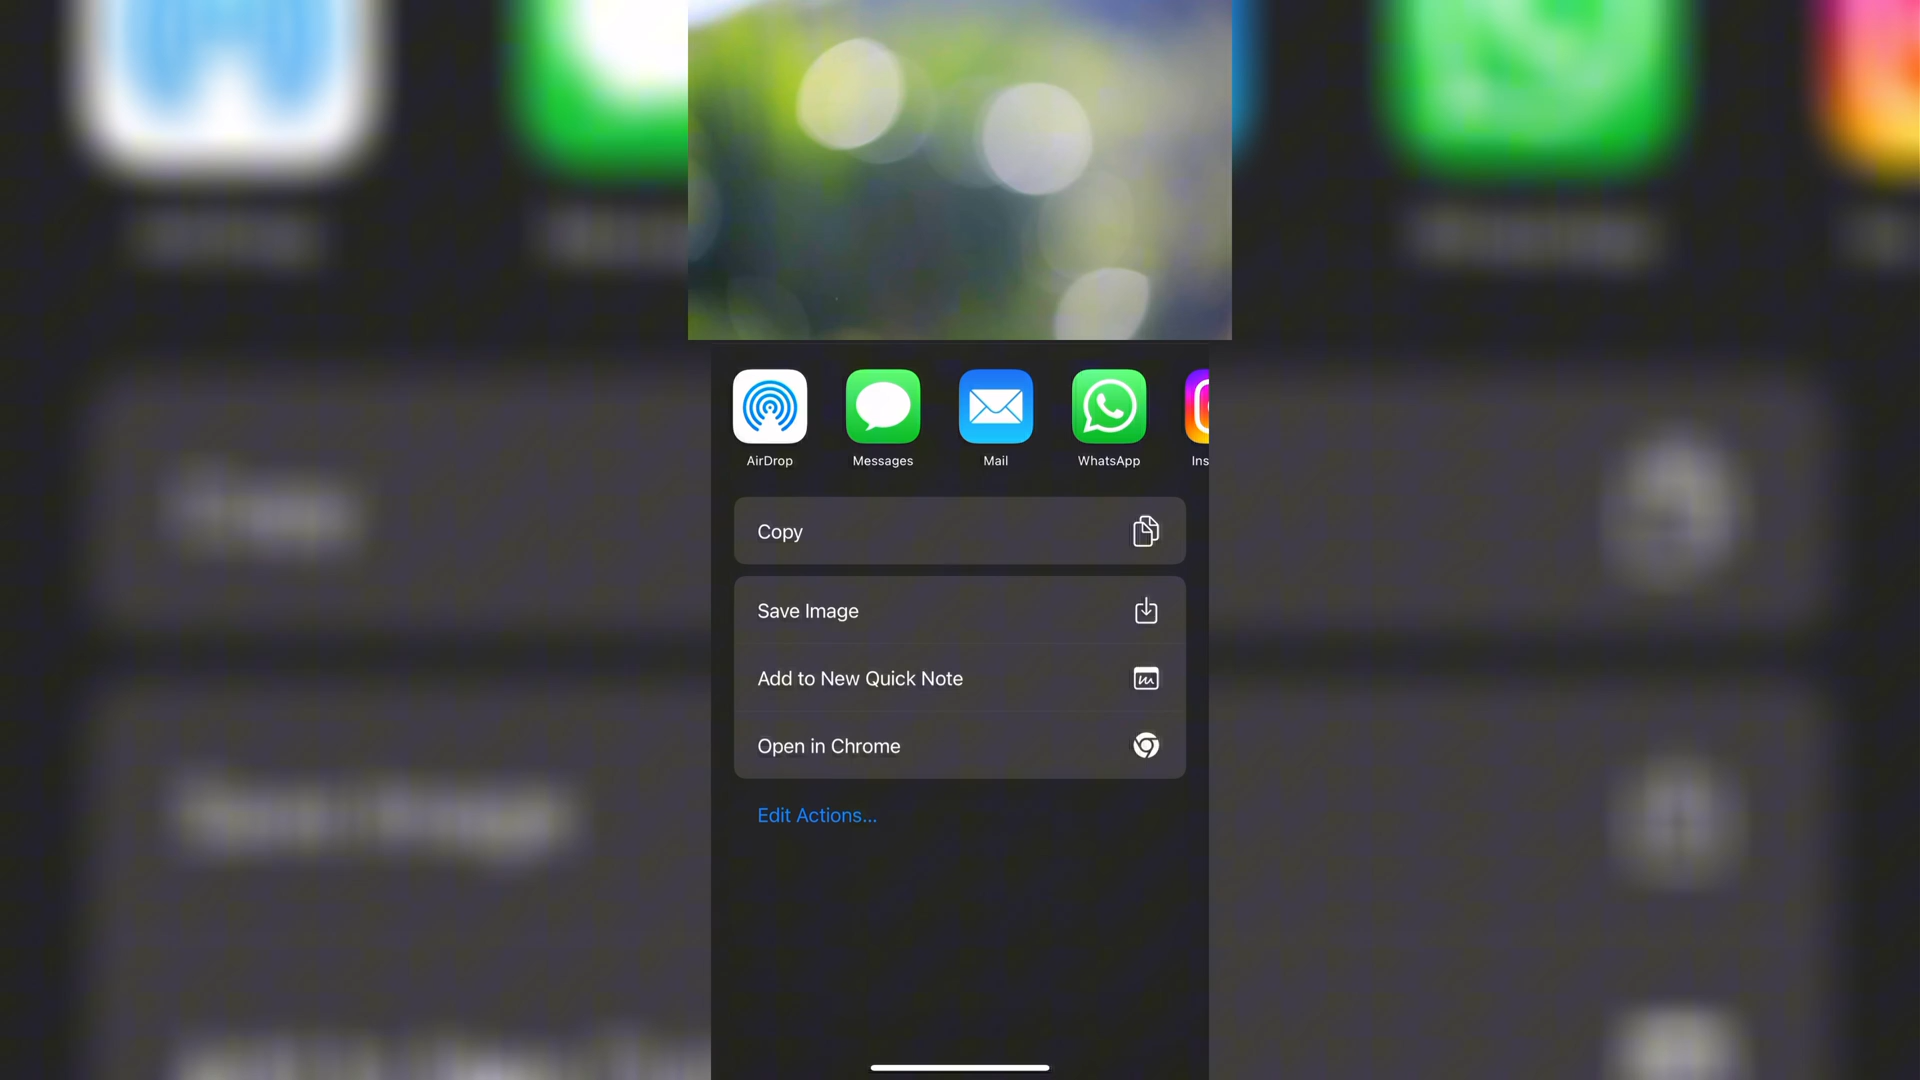 AirDrop
Messages
Mail
WhatsApp
Ins
Copy
Save Image
Add to New Quick Note
Open in Chrome
Edit Actions...